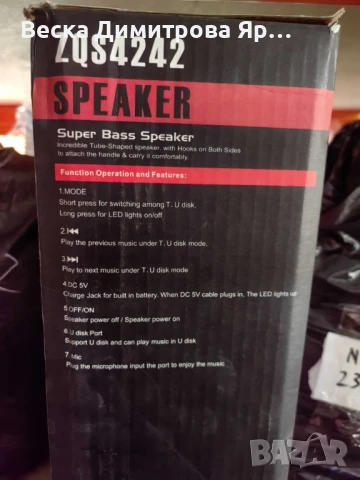 Веска Димитрова Яр...
ZQS4242
SPEAKER
Super Bass Speaker
Incredible Tube-Shaped speaker, with Hooks on Both Sides
to attach the handle & carry it comfortably.
Function Operation and Features:
1.MODE
Short press for switching among T. U disk.
Long press for LED lights on/off
2.⏮
Play the previous music under T. U disk mode.
3.⏭
Play to next music under T. U disk mode
4.DC 5V
Charge Jack for built in battery. When DC 5V cable plugs in, The LED lights up
5.OFF/ON
Speaker power off / Speaker power on
6.U disk Port
Support U disk and can play music in U disk
7.Mic
Plug the microphone input the port to enjoy the music
N
23
BAZAR